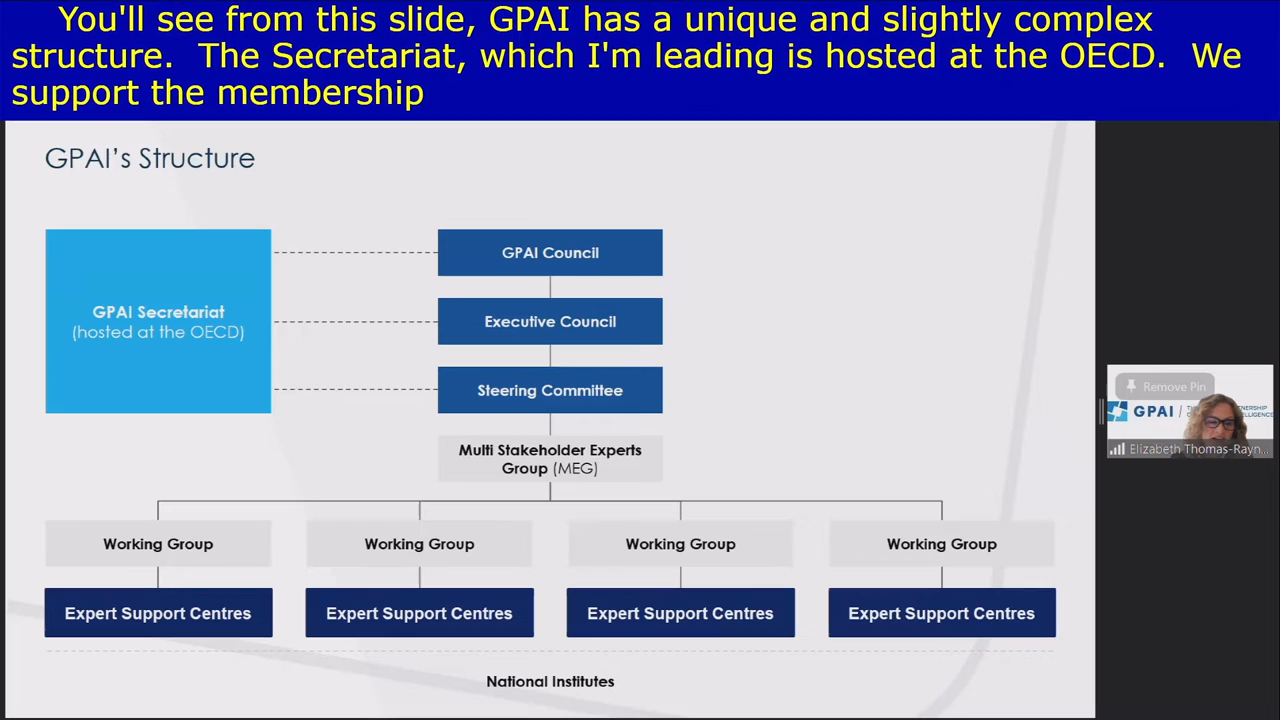 You'll see from this slide, GPAI has a unique and slightly complex
structure.  The Secretariat, which I'm leading is hosted at the OECD.  We
support the membership
GPAI's Structure
GPAI Secretariat
(hosted at the OECD)
GPAI Council
Executive Council
Steering Committee
Multi Stakeholder Experts
Group (MEG)
Working Group
Working Group
Working Group
Working Group
Expert Support Centres
Expert Support Centres
Expert Support Centres
Expert Support Centres
National Institutes
Remove Pin
GPAI /
Elizabeth Thomas-Rayn...